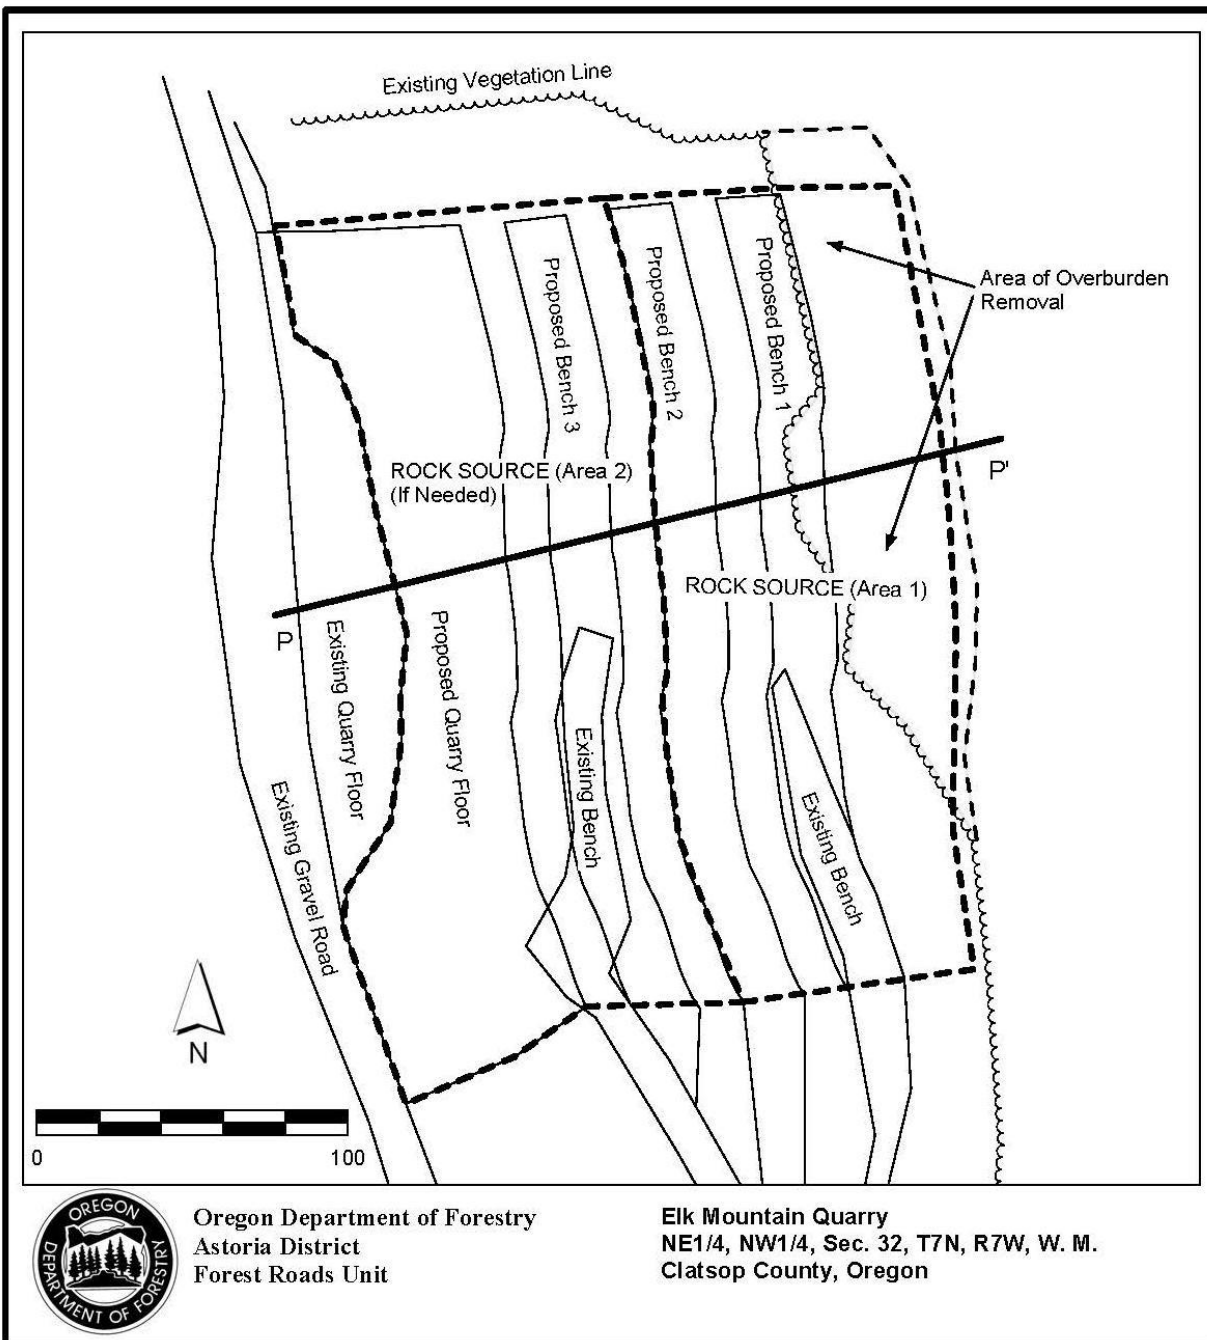 Existing Vegetation Line
Proposed Bench 3
Proposed Bench 2
Proposed Bench 1
Area of Overburden
Removal
ROCK SOURCE (Area 2)
(If Needed)
P'
ROCK SOURCE (Area 1)
P
Existing Quarry Floor
Proposed Quarry Floor
Existing Bench
Existing Bench
Existing Gravel Road
N
0 100
OREGON
DEPARTMENT OF FORESTRY
Oregon Department of Forestry
Astoria District
Forest Roads Unit
Elk Mountain Quarry
NE1/4, NW1/4, Sec. 32, T7N, R7W, W. M.
Clatsop County, Oregon